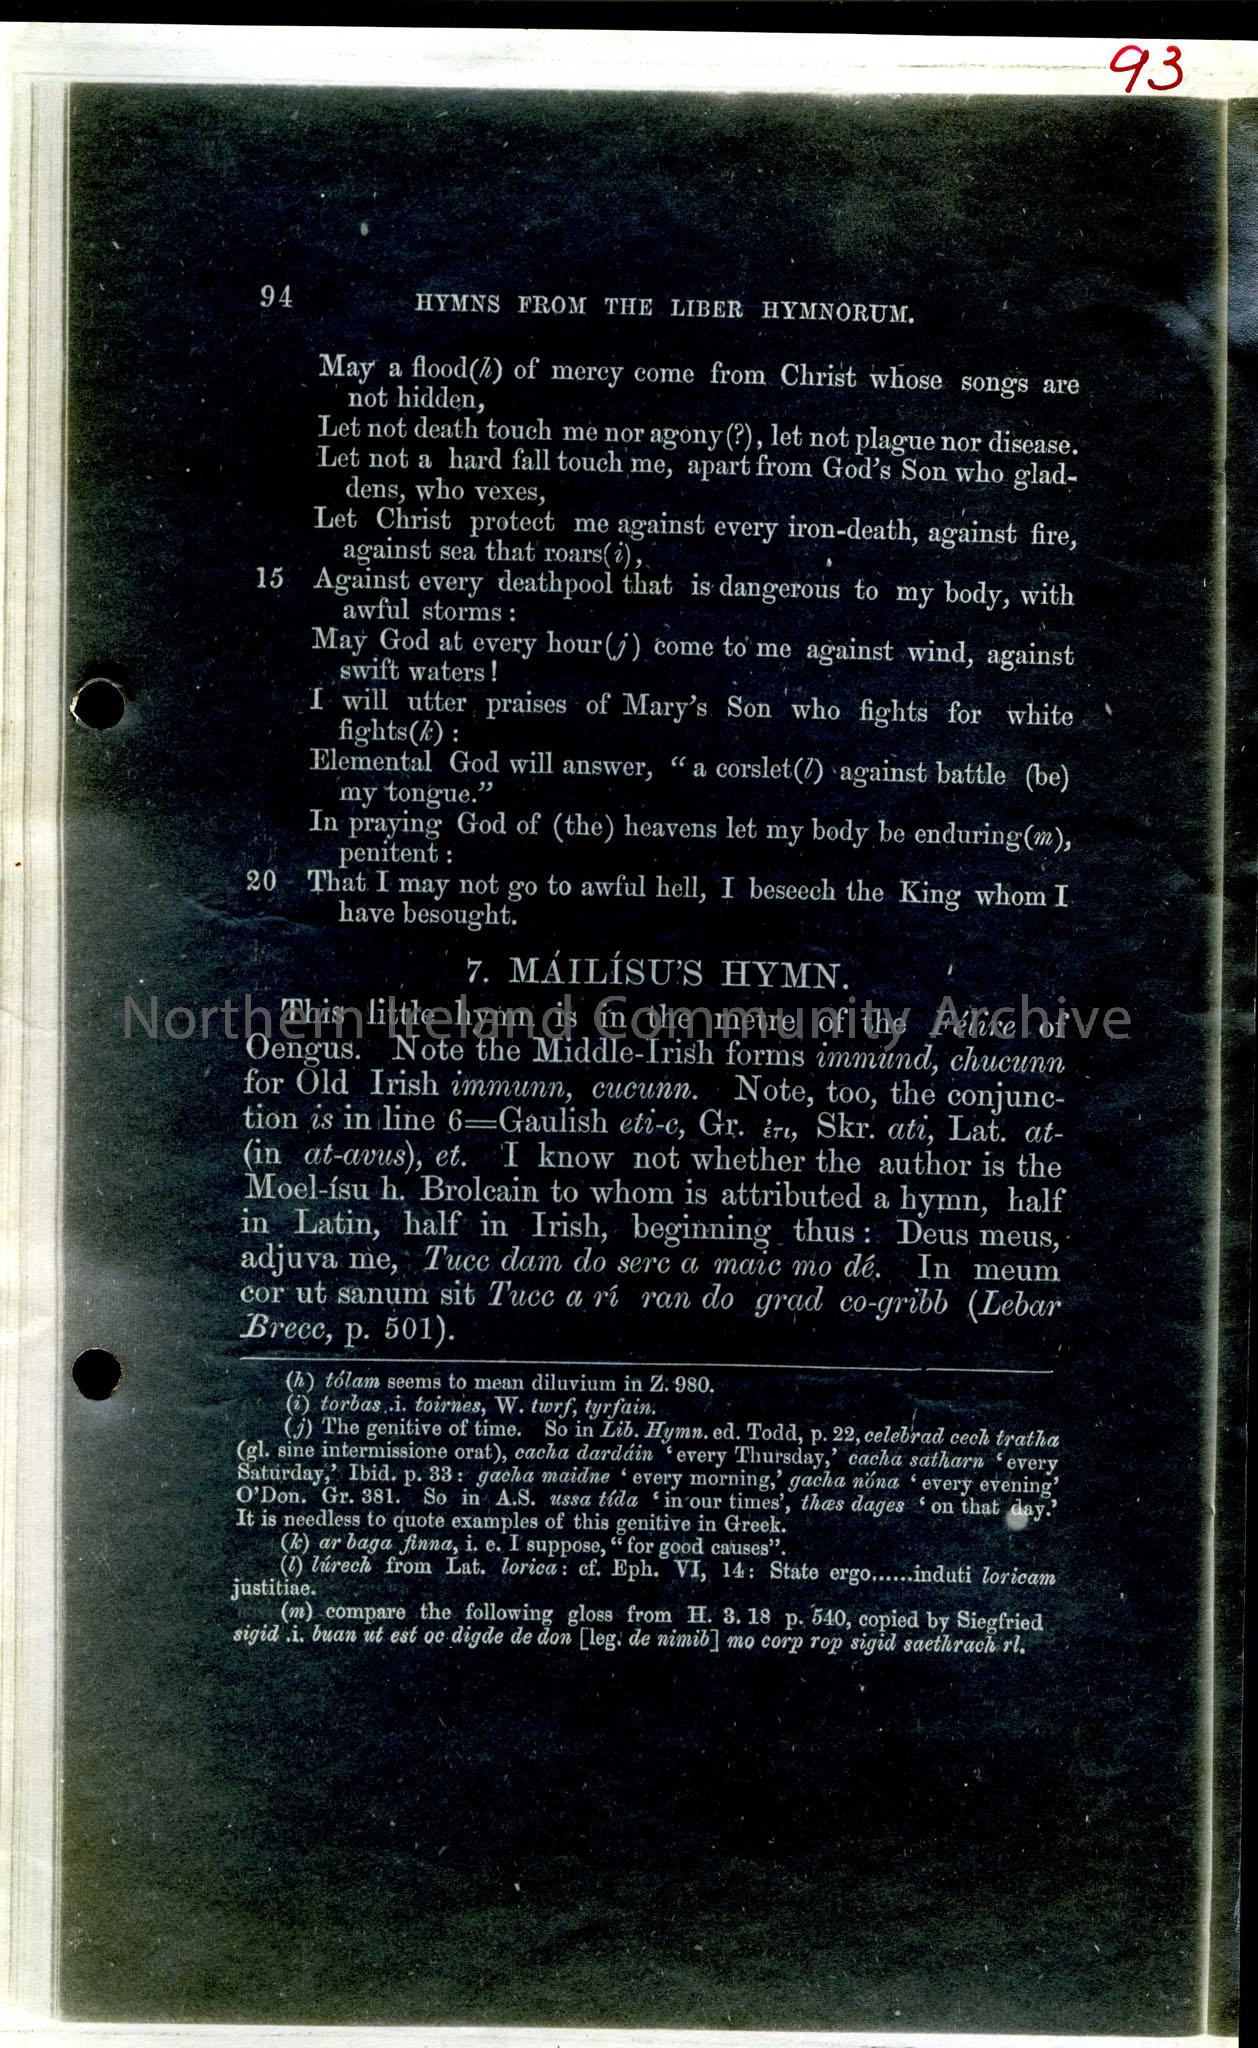 93
94 HYMNS FROM THE LIBER HYMNORUM.
May a flood(h) of mercy come from Christ whose songs are
not hidden,
Let not death touch me nor agony(?), let not plague nor disease.
Let not a hard fall touch me, apart from God's Son who glad-
dens, who vexes,
Let Christ protect me against every iron-death, against fire,
against sea that roars(i),
15 Against every deathpool that is dangerous to my body, with
awful storms :
May God at every hour(j) come to me against wind, against
swift waters!
I will utter praises of Mary's Son who fights for white
fights(k) :
Elemental God will answer, “a corslet(l) against battle (be)
my tongue.”
In praying God of (the) heavens let my body be enduring(m),
penitent :
20 That I may not go to awful hell, I beseech the King whom I
have besought.
7. MÁILÍSU'S HYMN.
Northern Ireland Community Archive
This little hymn is in the metre of the Félire of
Oengus. Note the Middle-Irish forms immund, chucunn
for Old Irish immunn, cucunn. Note, too, the conjunc-
tion is in line 6=Gaulish eti-c, Gr. ἐτι, Skr. ati, Lat. at-
(in at-avus), et. I know not whether the author is the
Moel-ísu h. Brolcain to whom is attributed a hymn, half
in Latin, half in Irish, beginning thus : Deus meus,
adjuva me, Tucc dam do serc a maic mo dé. In meum
cor ut sanum sit Tucc a rí ran do grad co-gribb (Lebar
Brecc, p. 501).
(h) tólam seems to mean diluvium in Z. 980.
(i) torbas .i. toirnes, W. twrf, tyrfain.
(j) The genitive of time. So in Lib. Hymn. ed. Todd, p. 22, celebrad cech tratha
(gl. sine intermissione orat), cacha dardáin ‘every Thursday,’ cacha satharn ‘every
Saturday,’ Ibid. p. 33 : gacha maidne ‘every morning,’ gacha nóna ‘every evening’
O'Don. Gr. 381. So in A.S. ussa tída ‘in our times’, thæs dages ‘on that day.’
It is needless to quote examples of this genitive in Greek.
(k) ar baga finna, i. e. I suppose, “for good causes”.
(l) lúrech from Lat. lorica : cf. Eph. VI, 14 : State ergo......induti loricam
justitiae.
(m) compare the following gloss from H. 3. 18 p. 540, copied by Siegfried
sigid .i. buan ut est oc digde de don [leg. de nimib] mo corp rop sigid saethrach rl.